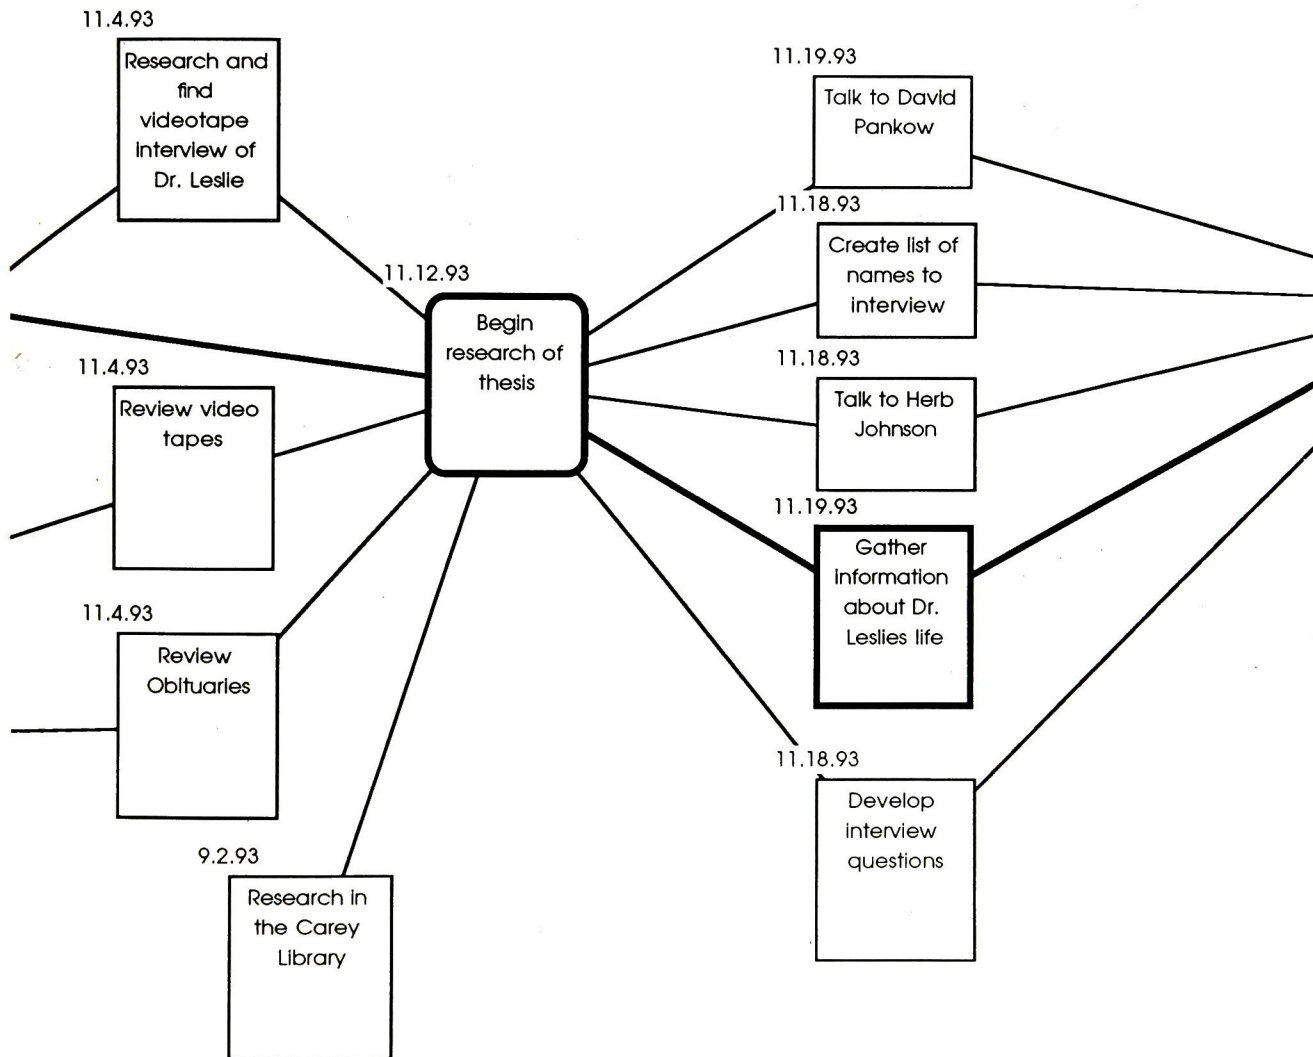 11.4.93
Research and
find
videotape
interview of
Dr. Leslie
11.4.93
Review video
tapes
11.4.93
Review
Obituaries
9.2.93
Research in
the Carey
Library
11.12.93
Begin
research of
thesis
11.19.93
Talk to David
Pankow
11.18.93
Create list of
names to
interview
11.18.93
Talk to Herb
Johnson
11.19.93
Gather
information
about Dr.
Leslies life
11.18.93
Develop
interview
questions